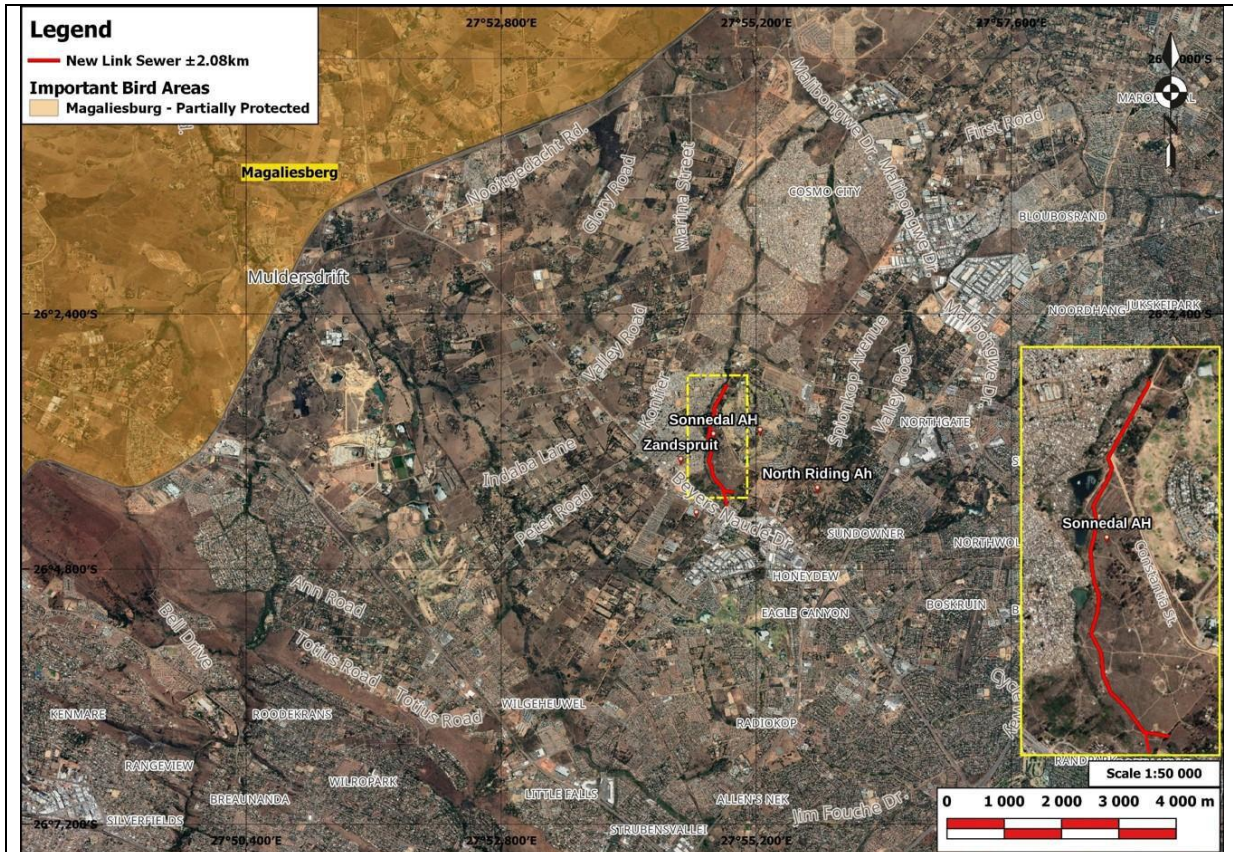 Legend
New Link Sewer ±2.08km
Important Bird Areas
Magaliesburg - Partially Protected
27°52,800'E
27°55,200'E
27°57,600'E
Malibongwe Dr.
Malibongwe Dr.
First Road
Nooitgedacht Rd.
Magaliesberg
Glory Road
Marina Street
COSMO CITY
BLOUBOSRAND
Muldersdrift
NOORDHANG
JUKSKEIPARK
26°2,400'S
26°2,400'S
Malibongwe Dr.
Valley Road
Konifer
Spionkop Avenue
Valley Road
NORTHGATE
Sonnedal AH
Zandspruit
Indaba Lane
North Riding Ah
Peter Road
Beyers Naude Dr.
SUNDOWNER
HONEYDEW
26°4,800'S
Ann Road
EAGLE CANYON
BOSKRUIN
Bell Drive
Totius Road
Totius Road
KENMARE
ROODEKRANS
WILGEHEUWEL
RADIOKOP
RANGEVIEW
WILROPARK
BREAUNANDA
LITTLE FALLS
ALLEN'S NEK
Jim Fouche Dr.
SILVERFIELDS
STRUBENSVALLEI
26°7,200'S
27°50,400'E
27°52,800'E
27°55,200'E
Sonnedal AH
Constantia St.
Scale 1:50 000
0 1 000 2 000 3 000 4 000 m